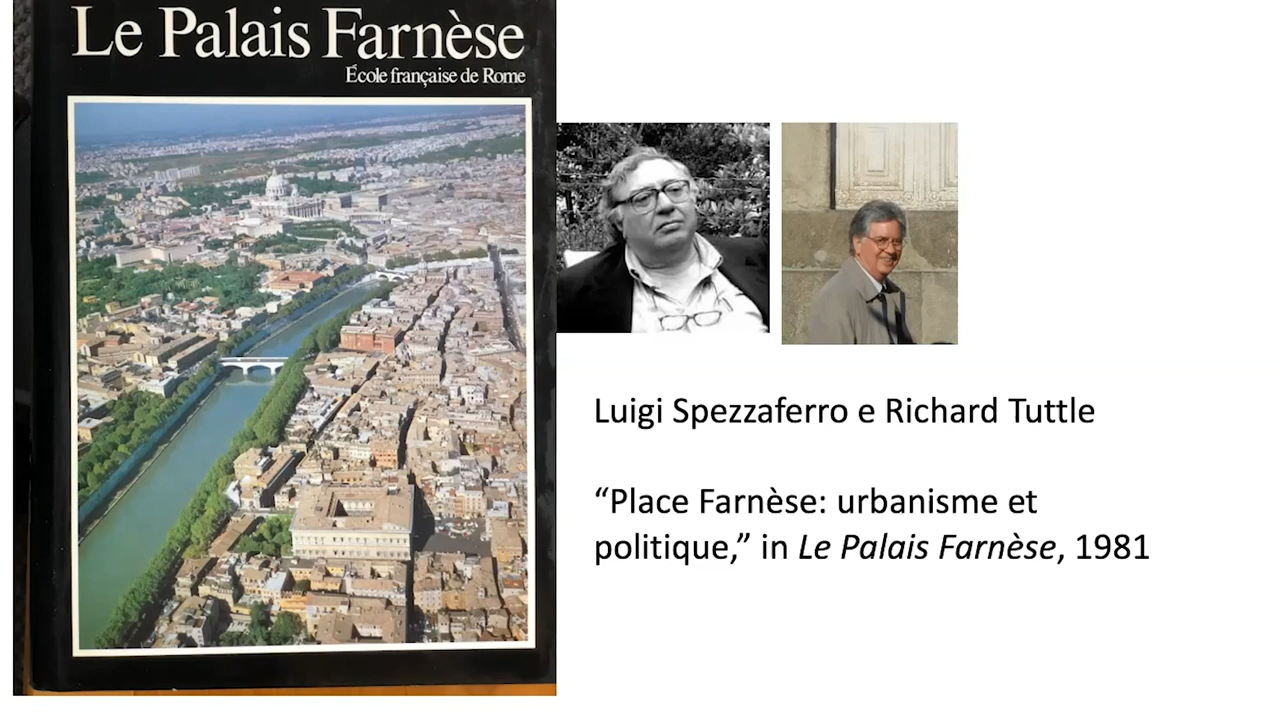 Le Palais Farnèse
École française de Rome
Luigi Spezzaferro e Richard Tuttle
“Place Farnèse: urbanisme et
politique,” in Le Palais Farnèse, 1981